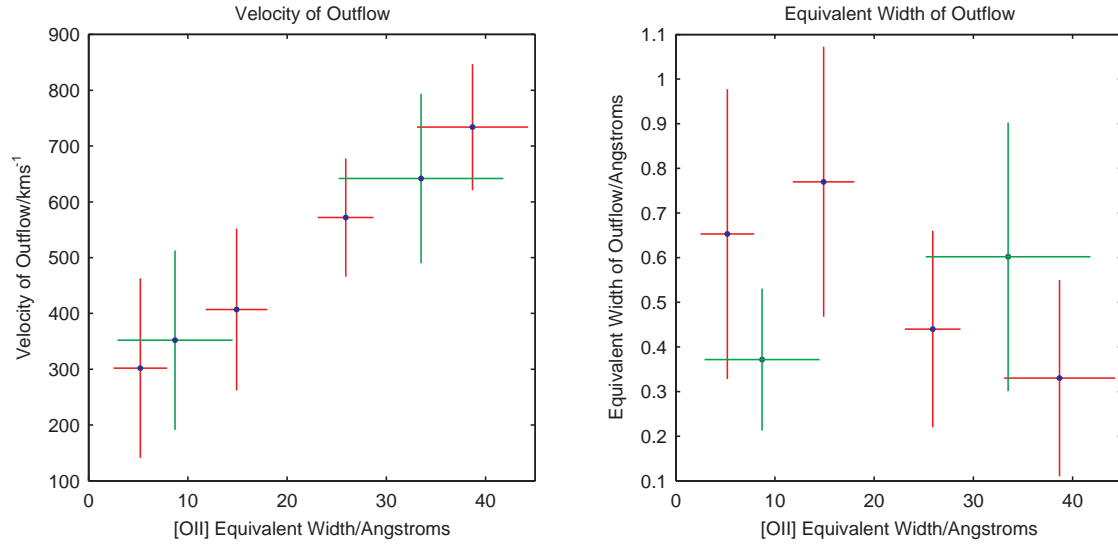 Velocity of Outflow
900
800
700
600
500
400
300
200
100
Velocity of Outflow/kms⁻¹
0 10 20 30 40
[OII] Equivalent Width/Angstroms
Equivalent Width of Outflow
1.1
1
0.9
0.8
0.7
0.6
0.5
0.4
0.3
0.2
0.1
Equivalent Width of Outflow/Angstroms
0 10 20 30 40
[OII] Equivalent Width/Angstroms